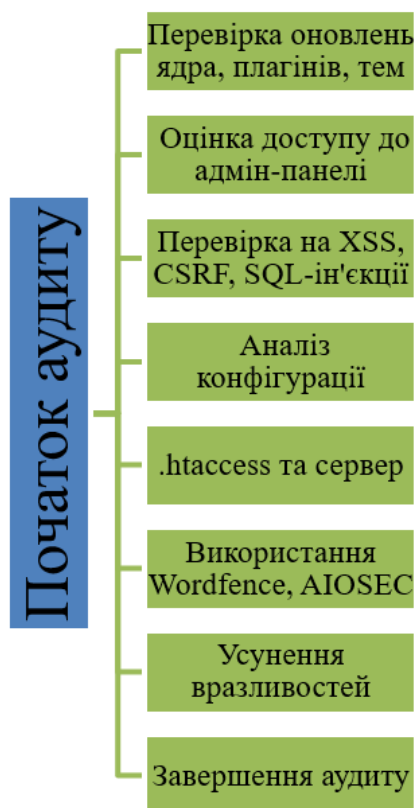 Початок аудиту
Перевірка оновлень
ядра, плагінів, тем
Оцінка доступу до
адмін-панелі
Перевірка на XSS,
CSRF, SQL-ін'єкції
Аналіз
конфігурації
.htaccess та сервер
Використання
Wordfence, AIOSEC
Усунення
вразливостей
Завершення аудиту